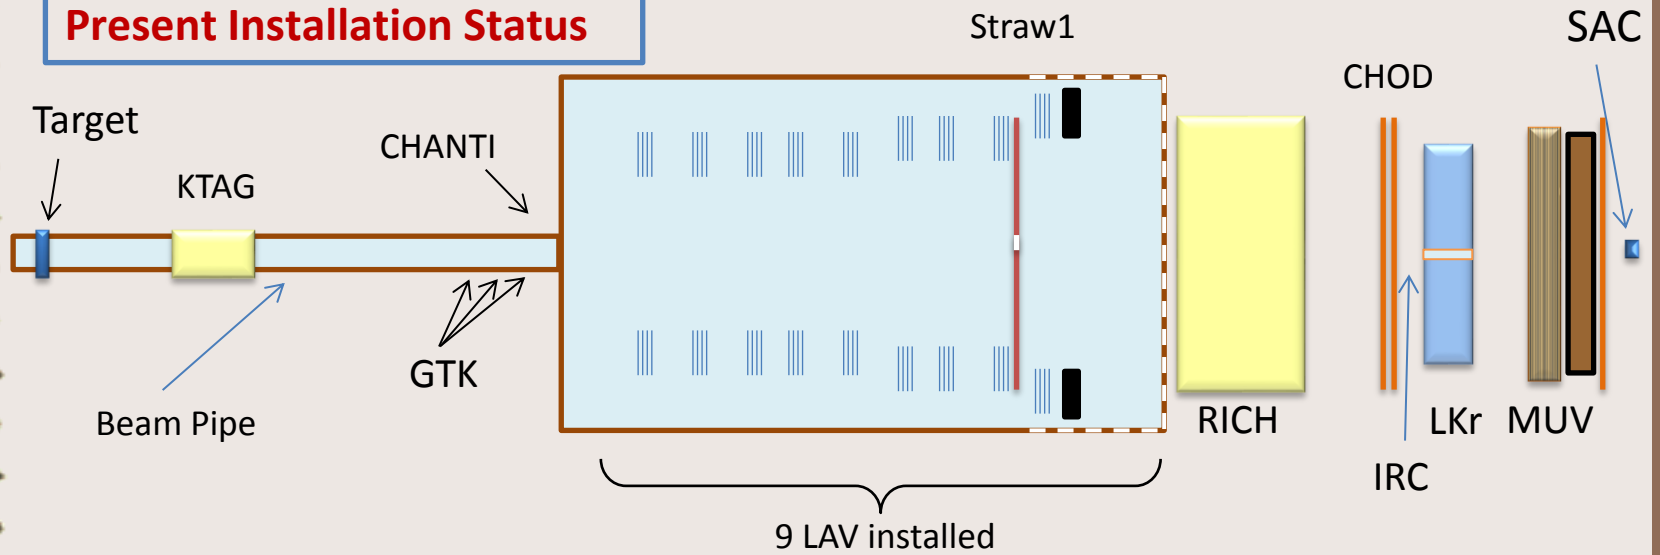 Present Installation Status
Straw1
SAC
CHOD
Target
CHANTI
KTAG
GTK
Beam Pipe
RICH
LKr
MUV
IRC
9 LAV installed